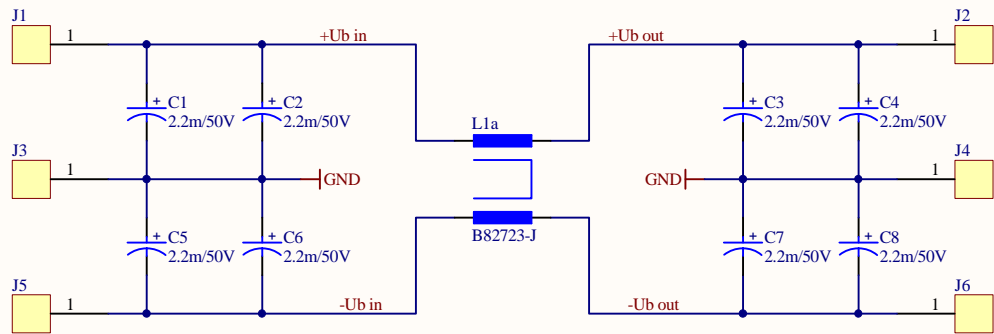 J1
J2
1
+Ub in
+Ub out
1
+ C1
2.2m/50V
+ C2
2.2m/50V
+ C3
2.2m/50V
+ C4
2.2m/50V
L1a
J3
J4
1
GND
GND
1
+ C5
2.2m/50V
+ C6
2.2m/50V
B82723-J
+ C7
2.2m/50V
+ C8
2.2m/50V
J5
J6
1
-Ub in
-Ub out
1